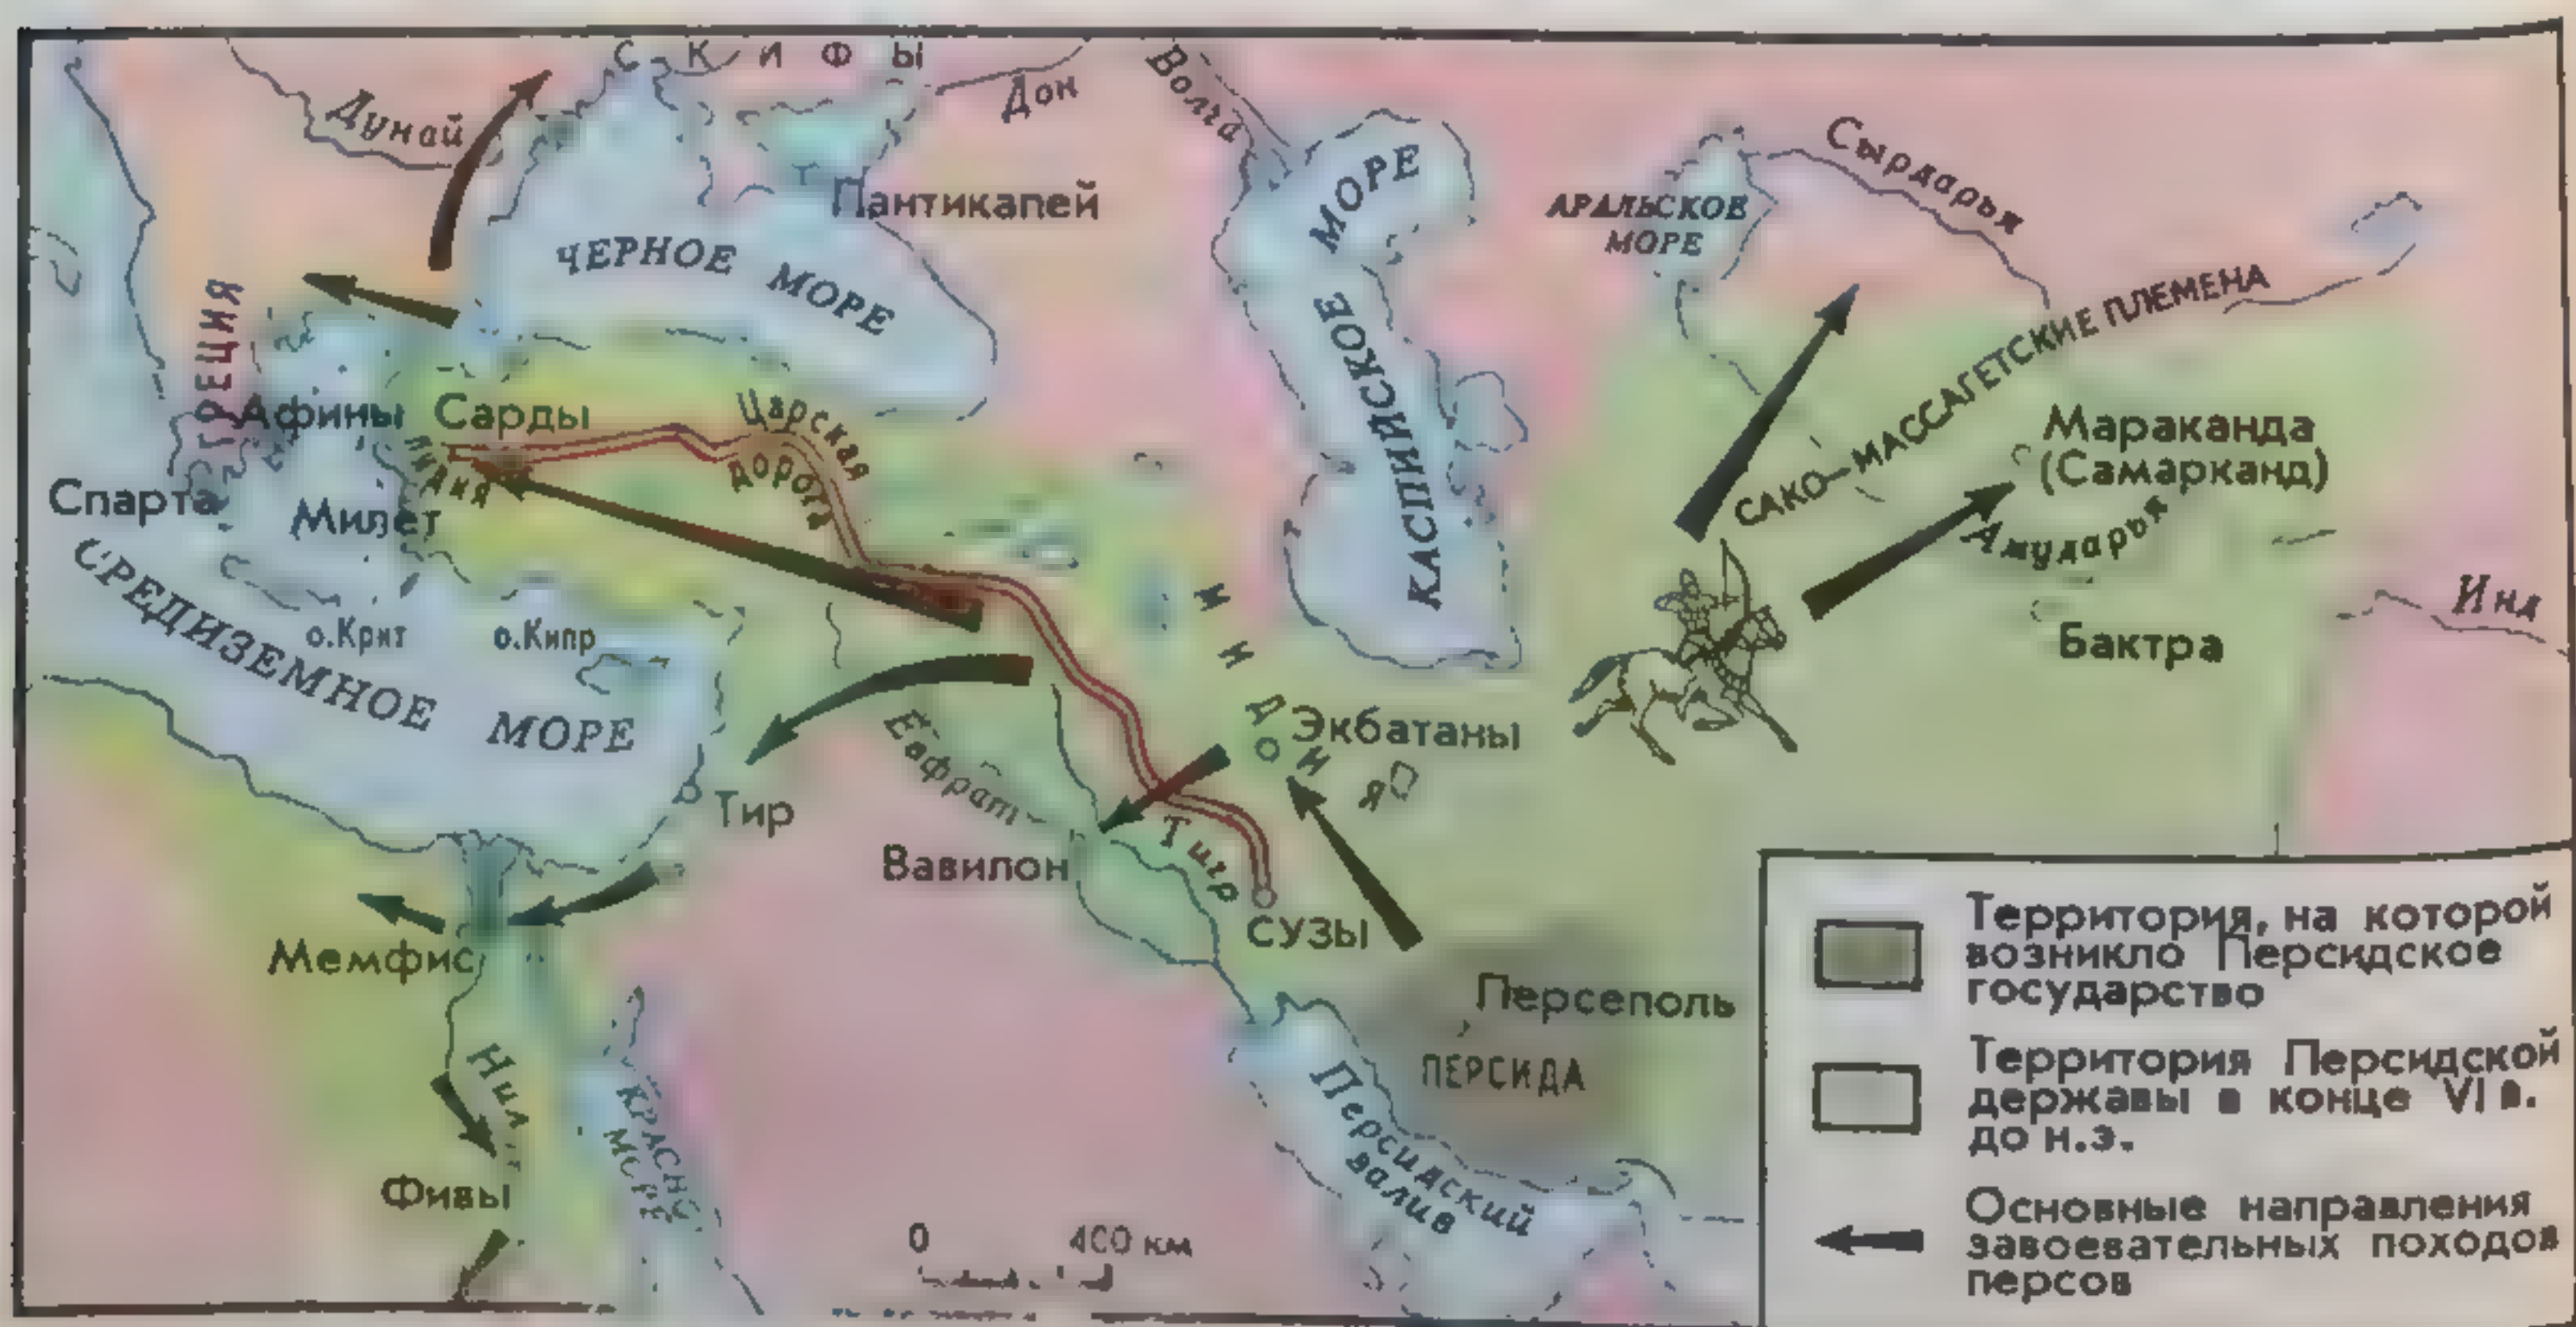 СКИФЫ
Дунай
Дон
Волга
Пантикапей
ЧЕРНОЕ МОРЕ
КАСПИЙСКОЕ МОРЕ
АРАЛЬСКОЕ
МОРЕ
Сырдарья
САКО-МАССАГЕТСКИЕ ПЛЕМЕНА
Мараканда
(Самарканд)
Амударья
Бактра
Инд
ГРЕЦИЯ
Афины
Сарды
Лидия
Царская
дорога
Спарта
Милет
о.Крит
о.Кипр
СРЕДИЗЕМНОЕ МОРЕ
МИДИЯ
Экбатаны
Евфрат
Тир
Вавилон
Тигр
СУЗЫ
Мемфис
Нил
КРАСНО
МОРЕ
Фивы
Персеполь
ПЕРСИДА
Персидский
залив
0 400 км
Территория, на которой
возникло Персидское
государство
Территория Персидской
державы в конце VI в.
до н.э.
Основные направления
завоевательных походов
персов